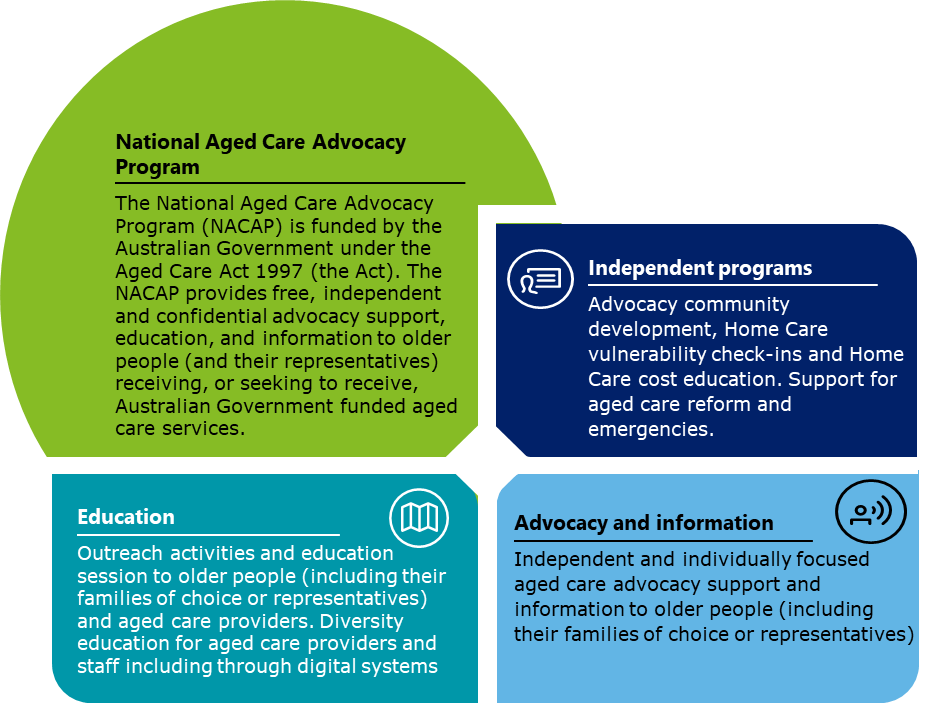 National Aged Care Advocacy
Program
The National Aged Care Advocacy
Program (NACAP) is funded by the
Australian Government under the
Aged Care Act 1997 (the Act). The
NACAP provides free, independent
and confidential advocacy support,
education, and information to older
people (and their representatives)
receiving, or seeking to receive,
Australian Government funded aged
care services.
Independent programs
Advocacy community
development, Home Care
vulnerability check-ins and Home
Care cost education. Support for
aged care reform and
emergencies.
Education
Outreach activities and education
session to older people (including their
families of choice or representatives)
and aged care providers. Diversity
education for aged care providers and
staff including through digital systems
Advocacy and information
Independent and individually focused
aged care advocacy support and
information to older people (including
their families of choice or representatives)